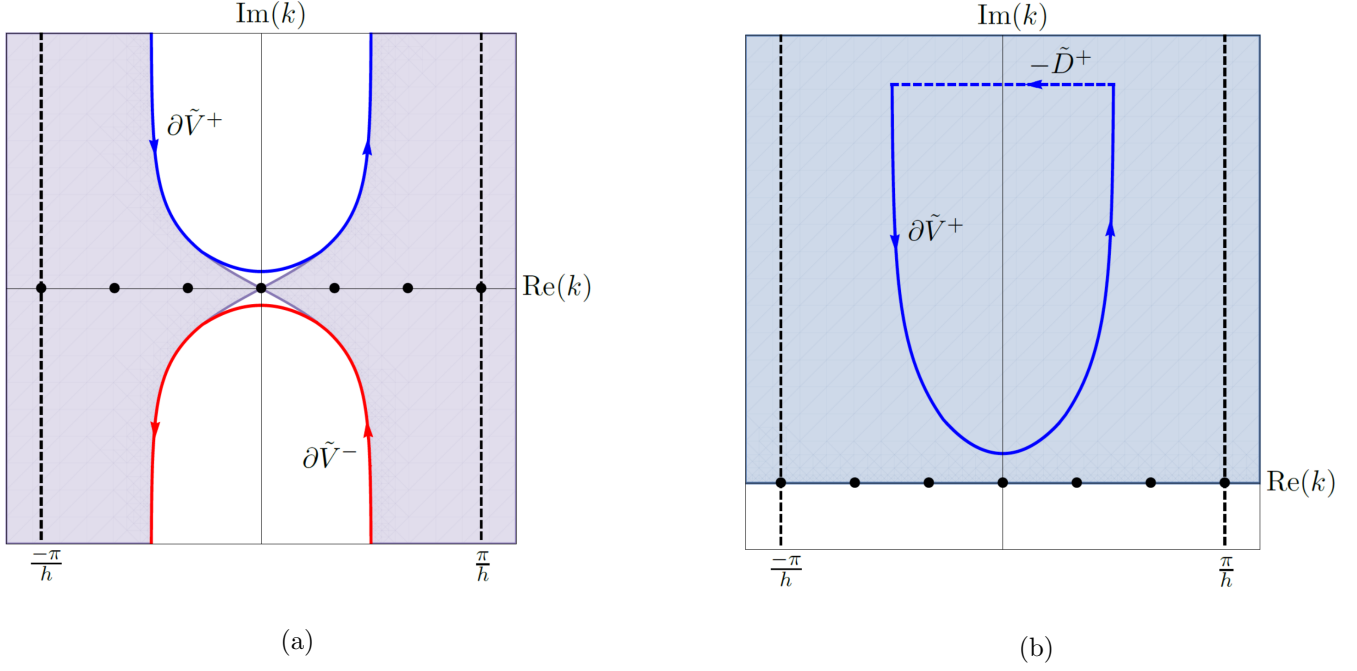 Im(k)
∂Ṽ⁺
Re(k)
∂Ṽ⁻
−π/h
π/h
(a)
Im(k)
−D̃⁺
∂Ṽ⁺
Re(k)
−π/h
π/h
(b)